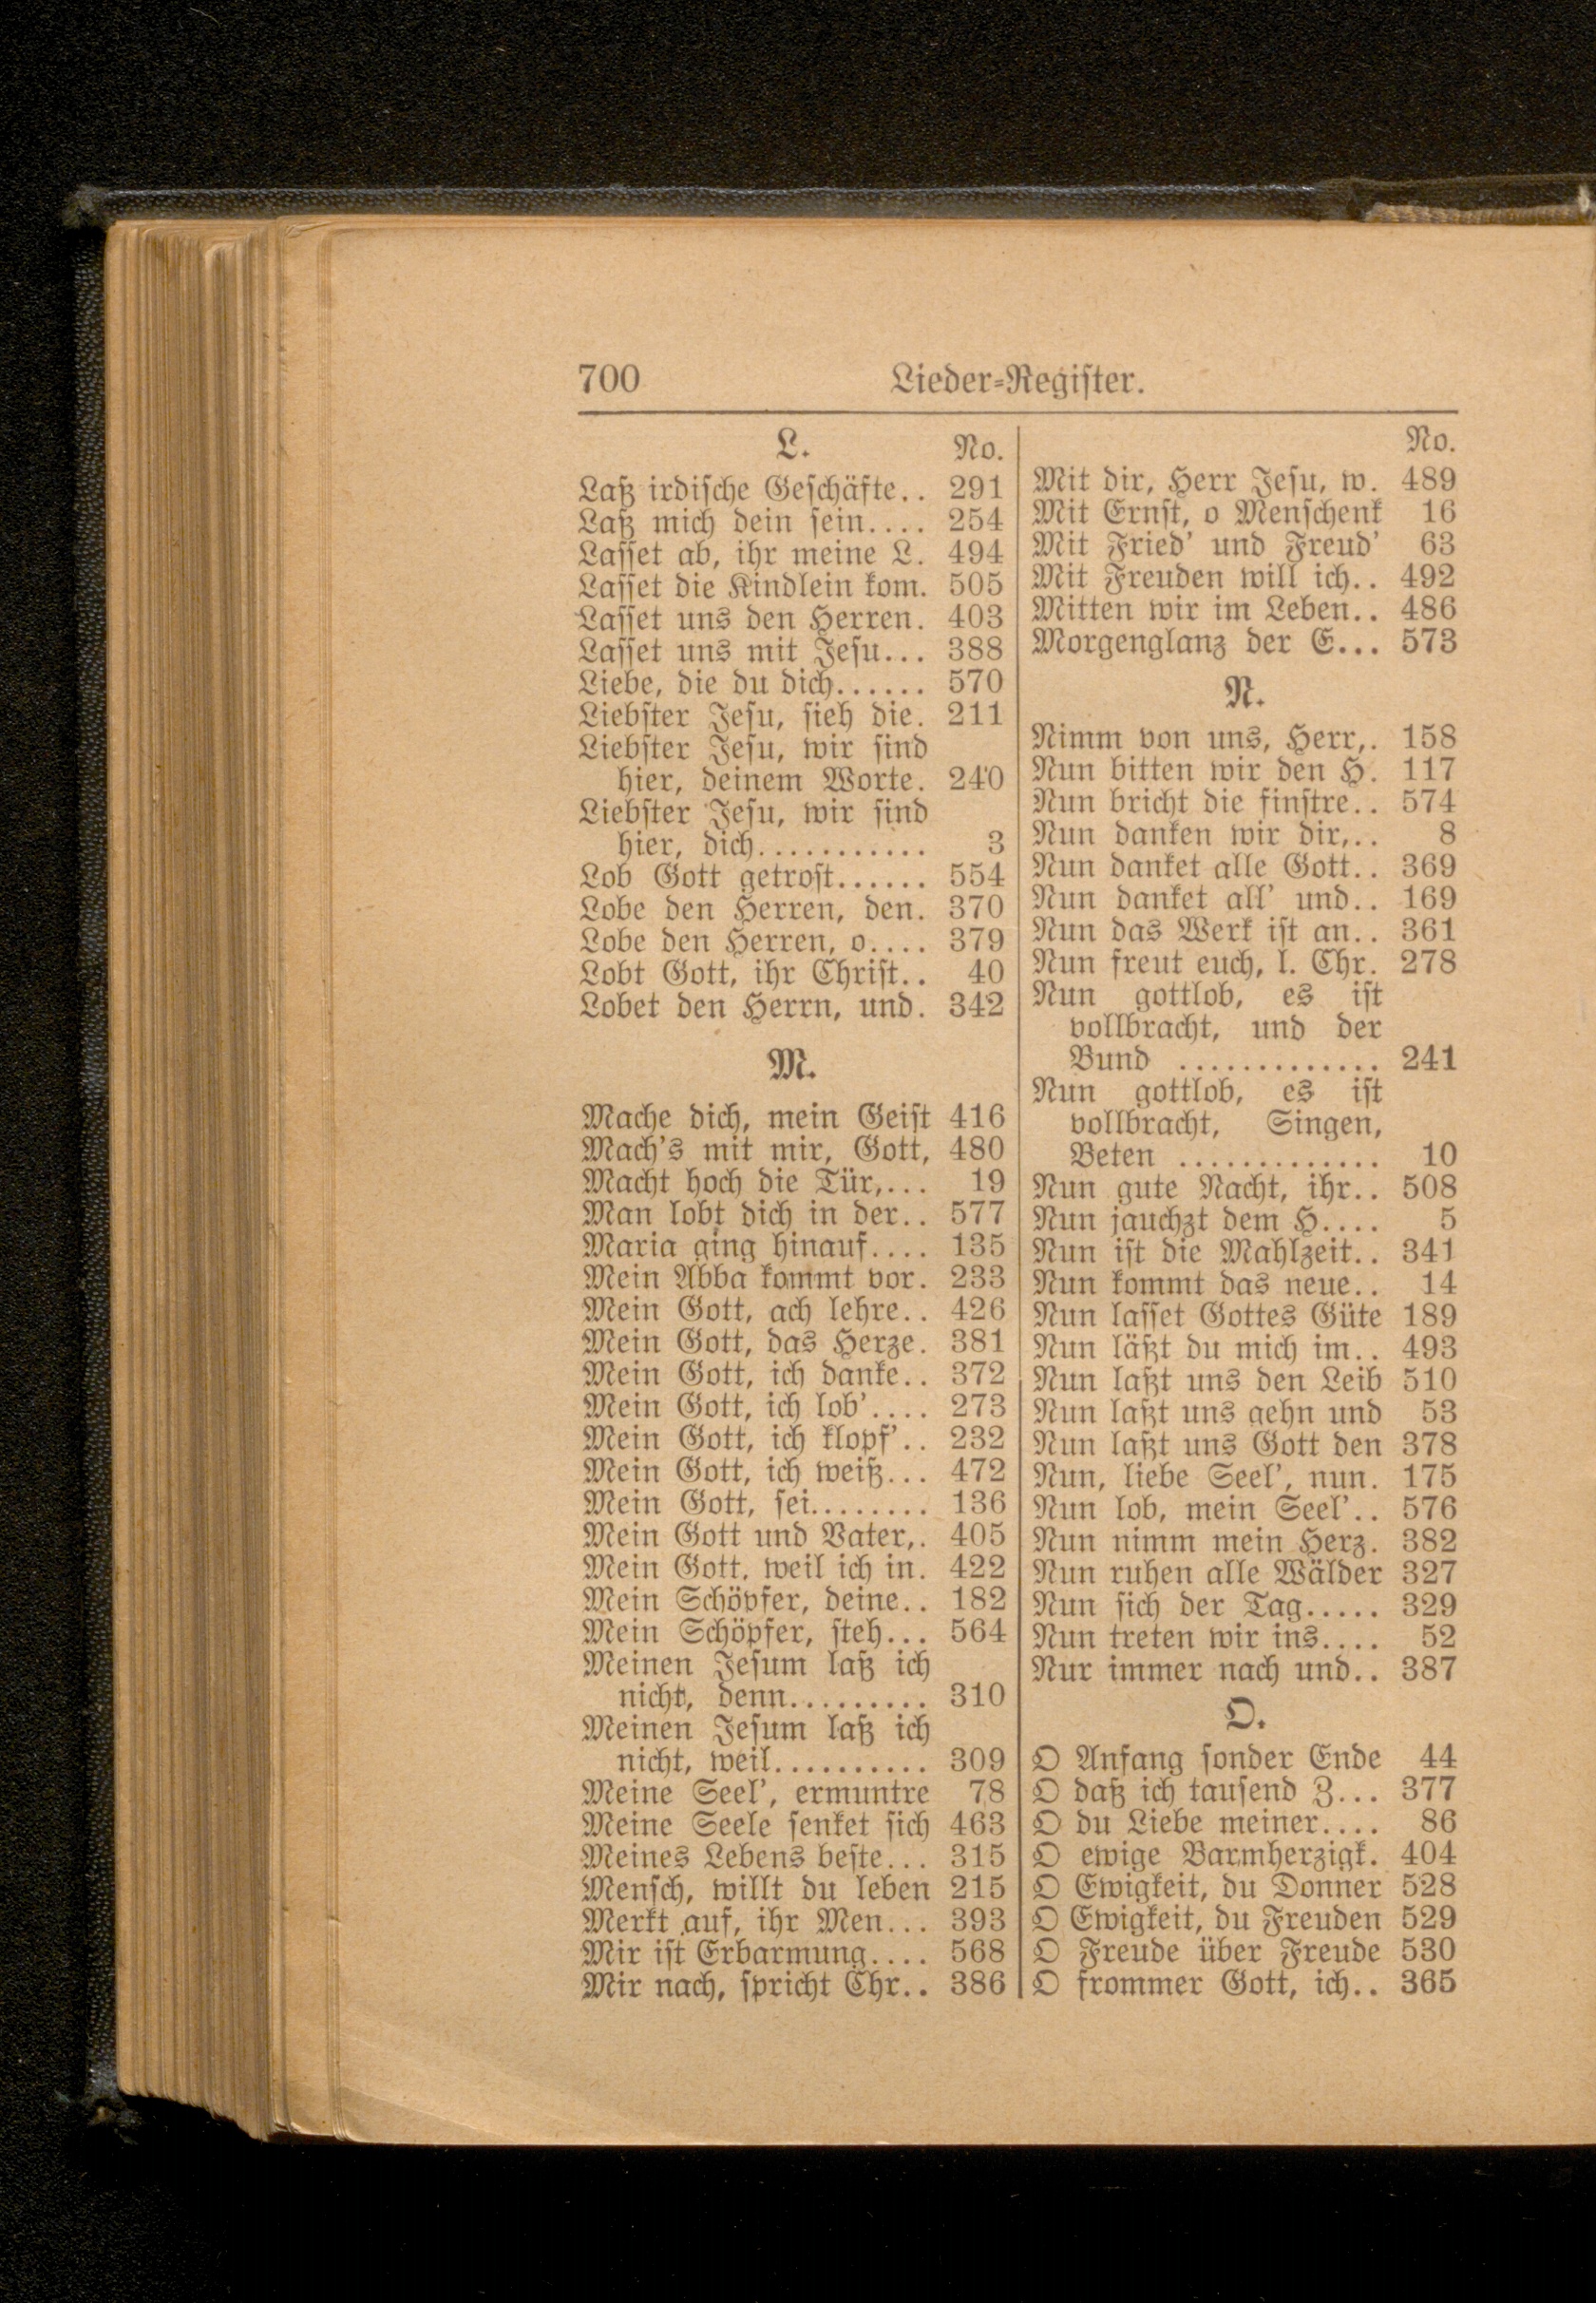 700 Lieder-Register.
L. No.
Laß irdische Geschäfte.. 291
Laß mich dein sein.... 254
Lasset ab, ihr meine L. 494
Lasset die Kindlein kom. 505
Lasset uns den Herren. 403
Lasset uns mit Jesu... 388
Liebe, die du dich...... 570
Liebster Jesu, sieh die. 211
Liebster Jesu, wir sind
hier, deinem Worte. 240
Liebster Jesu, wir sind
hier, dich........... 3
Lob Gott getrost...... 554
Lobe den Herren, den. 370
Lobe den Herren, o.... 379
Lobt Gott, ihr Christ.. 40
Lobet den Herrn, und. 342
M.
Mache dich, mein Geist 416
Mach's mit mir, Gott, 480
Macht hoch die Tür,... 19
Man lobt dich in der.. 577
Maria ging hinauf.... 135
Mein Abba kommt vor. 233
Mein Gott, ach lehre.. 426
Mein Gott, das Herze. 381
Mein Gott, ich danke.. 372
Mein Gott, ich lob'.... 273
Mein Gott, ich klopf'.. 232
Mein Gott, ich weiß... 472
Mein Gott, sei........ 136
Mein Gott und Vater,. 405
Mein Gott, weil ich in. 422
Mein Schöpfer, deine.. 182
Mein Schöpfer, steh... 564
Meinen Jesum laß ich
nicht, denn......... 310
Meinen Jesum laß ich
nicht, weil.......... 309
Meine Seel', ermuntre 78
Meine Seele senket sich 463
Meines Lebens beste... 315
Mensch, willt du leben 215
Merkt auf, ihr Men... 393
Mir ist Erbarmung.... 568
Mir nach, spricht Chr.. 386
No.
Mit dir, Herr Jesu, w. 489
Mit Ernst, o Menschenk 16
Mit Fried' und Freud' 63
Mit Freuden will ich.. 492
Mitten wir im Leben.. 486
Morgenglanz der E... 573
N.
Nimm von uns, Herr,. 158
Nun bitten wir den H. 117
Nun bricht die finstre.. 574
Nun danken wir dir,.. 8
Nun danket alle Gott.. 369
Nun danket all' und.. 169
Nun das Werk ist an.. 361
Nun freut euch, l. Chr. 278
Nun gottlob, es ist
vollbracht, und der
Bund ............. 241
Nun gottlob, es ist
vollbracht, Singen,
Beten ............. 10
Nun gute Nacht, ihr.. 508
Nun jauchzt dem H.... 5
Nun ist die Mahlzeit.. 341
Nun kommt das neue.. 14
Nun lasset Gottes Güte 189
Nun läßt du mich im.. 493
Nun laßt uns den Leib 510
Nun laßt uns gehn und 53
Nun laßt uns Gott den 378
Nun, liebe Seel', nun. 175
Nun lob, mein Seel'.. 576
Nun nimm mein Herz. 382
Nun ruhen alle Wälder 327
Nun sich der Tag..... 329
Nun treten wir ins.... 52
Nur immer nach und.. 387
O.
O Anfang sonder Ende 44
O daß ich tausend Z... 377
O du Liebe meiner.... 86
O ewige Barmherzigk. 404
O Ewigkeit, du Donner 528
O Ewigkeit, du Freuden 529
O Freude über Freude 530
O frommer Gott, ich.. 365